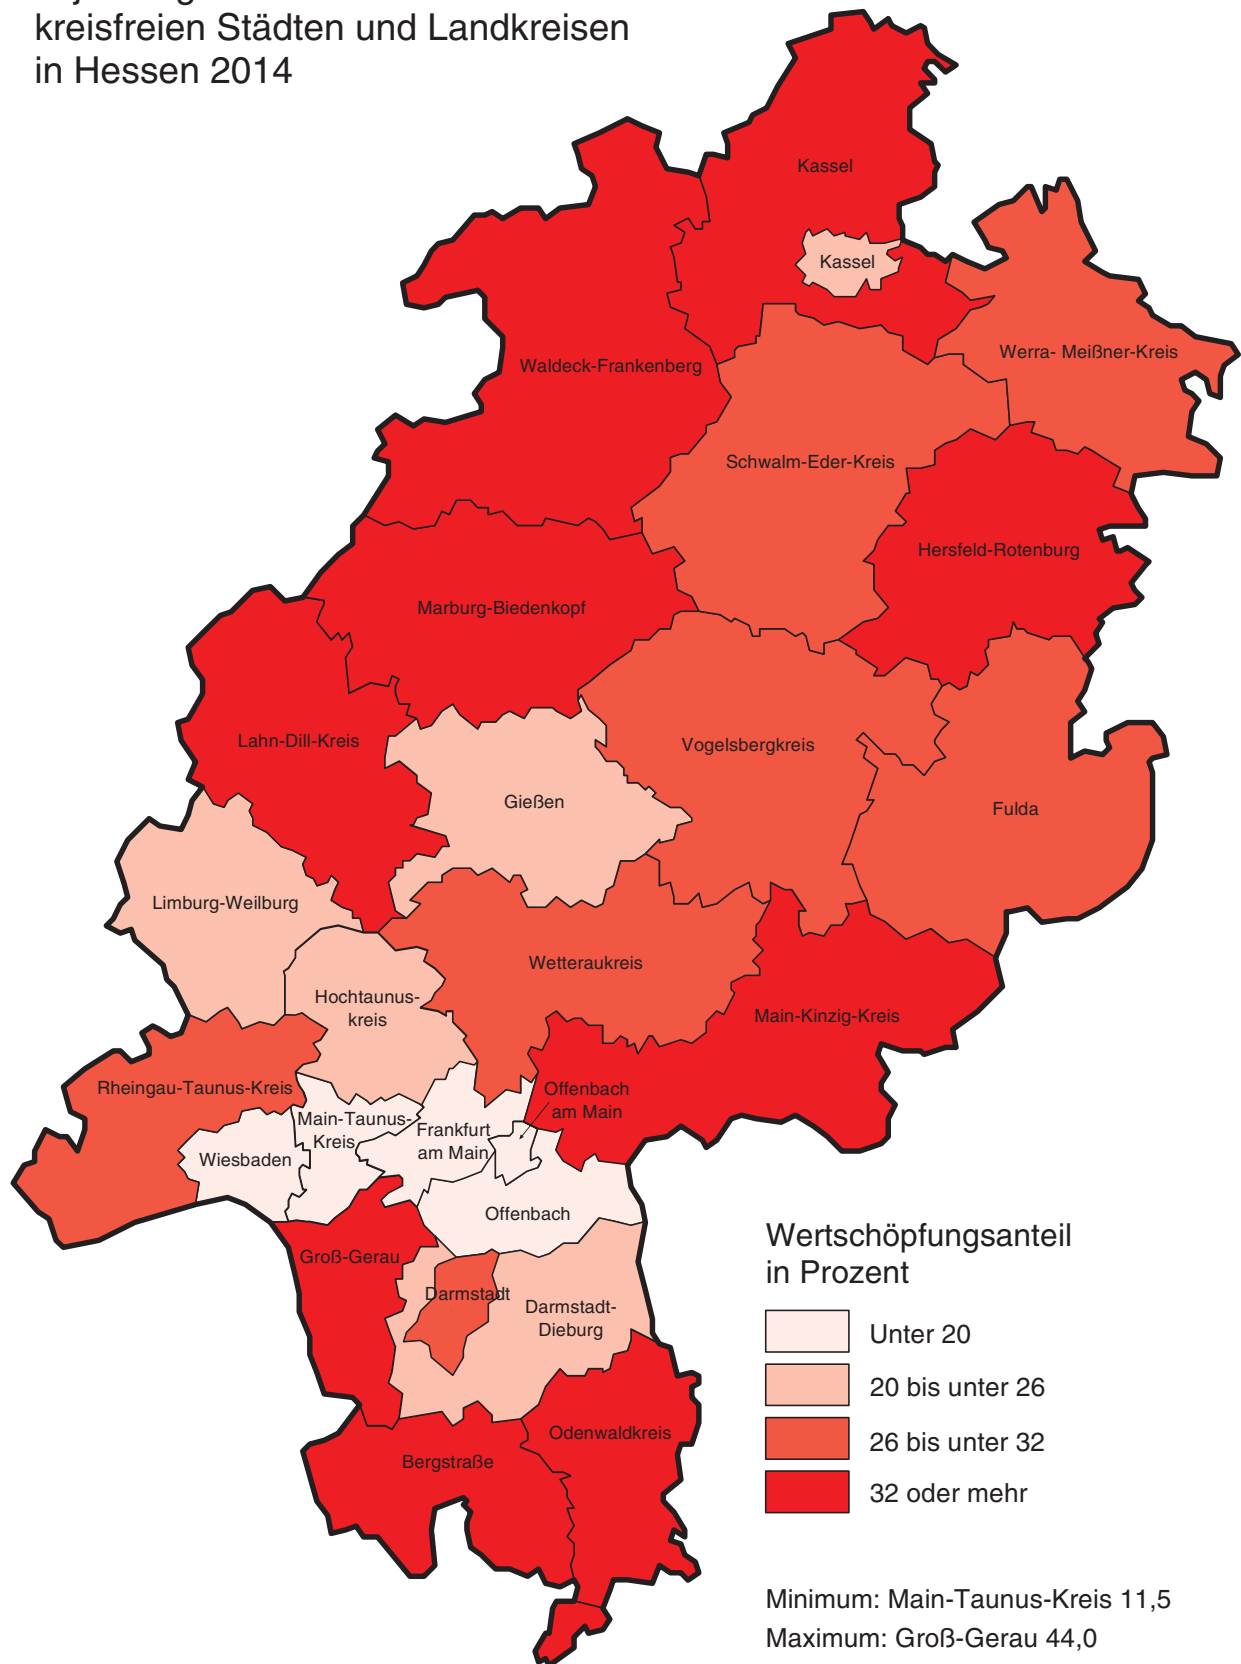 kreisfreien Städten und Landkreisen
in Hessen 2014
Kassel
Kassel
Werra- Meißner-Kreis
Waldeck-Frankenberg
Schwalm-Eder-Kreis
Hersfeld-Rotenburg
Marburg-Biedenkopf
Lahn-Dill-Kreis
Vogelsbergkreis
Gießen
Fulda
Limburg-Weilburg
Wetteraukreis
Hochtaunus-
kreis
Main-Kinzig-Kreis
Rheingau-Taunus-Kreis
Offenbach
am Main
Main-Taunus-
Kreis
Frankfurt
am Main
Wiesbaden
Offenbach
Groß-Gerau
Darmstadt
Darmstadt-
Dieburg
Odenwaldkreis
Bergstraße
Wertschöpfungsanteil
in Prozent
Unter 20
20 bis unter 26
26 bis unter 32
32 oder mehr
Minimum: Main-Taunus-Kreis 11,5
Maximum: Groß-Gerau 44,0